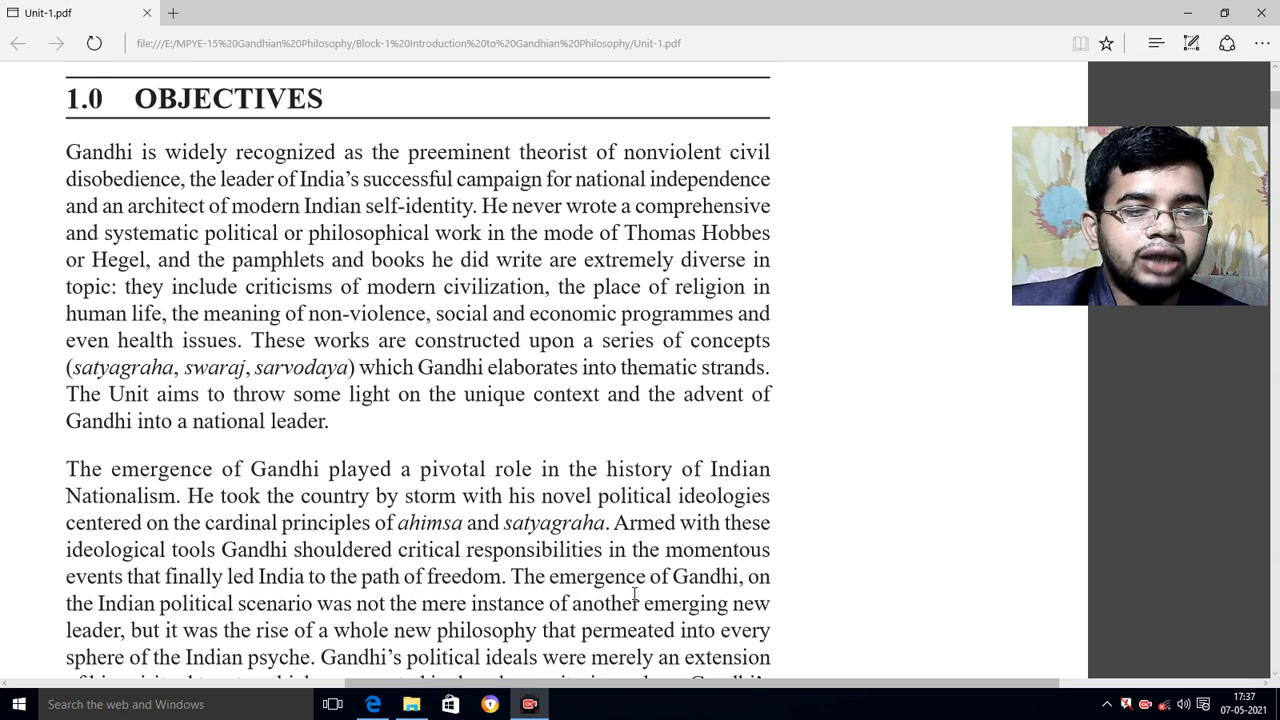 Unit-1.pdf
file:///E:/MPYE-15%20Gandhian%20Philosophy/Block-1%20Introduction%20to%20Gandhian%20Philosophy/Unit-1.pdf
1.0 OBJECTIVES
Gandhi is widely recognized as the preeminent theorist of nonviolent civil
disobedience, the leader of India’s successful campaign for national independence
and an architect of modern Indian self-identity. He never wrote a comprehensive
and systematic political or philosophical work in the mode of Thomas Hobbes
or Hegel, and the pamphlets and books he did write are extremely diverse in
topic: they include criticisms of modern civilization, the place of religion in
human life, the meaning of non-violence, social and economic programmes and
even health issues. These works are constructed upon a series of concepts
(satyagraha, swaraj, sarvodaya) which Gandhi elaborates into thematic strands.
The Unit aims to throw some light on the unique context and the advent of
Gandhi into a national leader.
The emergence of Gandhi played a pivotal role in the history of Indian
Nationalism. He took the country by storm with his novel political ideologies
centered on the cardinal principles of ahimsa and satyagraha. Armed with these
ideological tools Gandhi shouldered critical responsibilities in the momentous
events that finally led India to the path of freedom. The emergence of Gandhi, on
the Indian political scenario was not the mere instance of another emerging new
leader, but it was the rise of a whole new philosophy that permeated into every
sphere of the Indian psyche. Gandhi’s political ideals were merely an extension
Search the web and Windows
17:37
07-05-2021